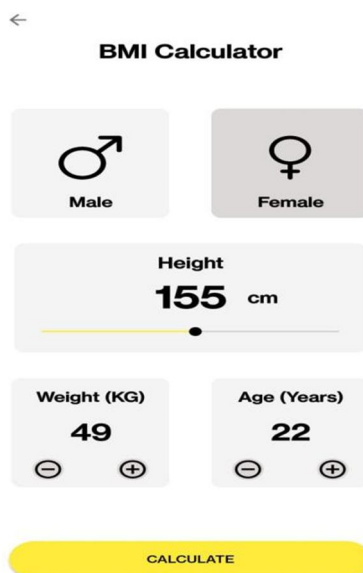 BMI Calculator
Male
Female
Height
155 cm
Weight (KG)
49
Age (Years)
22
CALCULATE